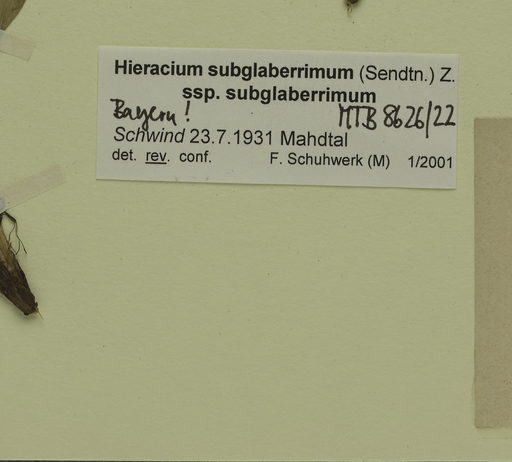 Hieracium subglaberrimum (Sendtn.) Z.
ssp. subglaberrimum
Bayern! MTB 8626/22
Schwind 23.7.1931 Mahdtal
det. rev. conf. F. Schuhwerk (M) 1/2001